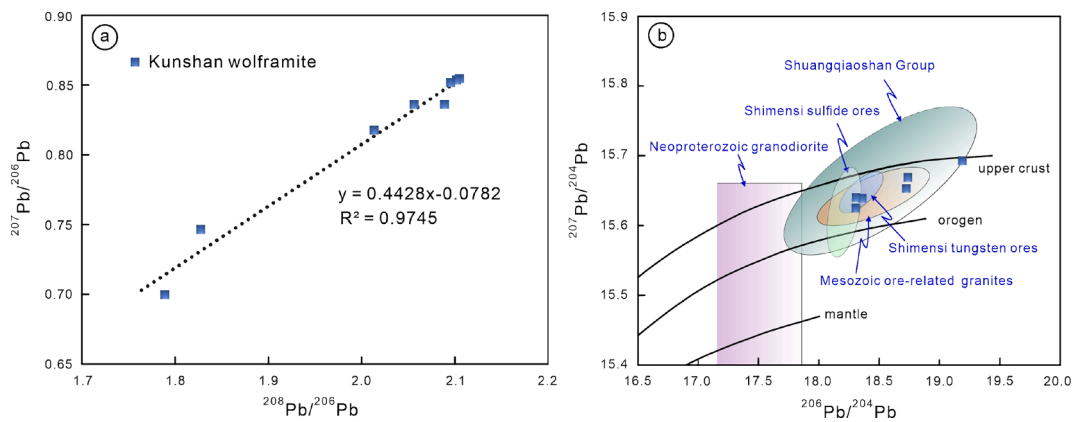 a
Kunshan wolframite
y = 0.4428x-0.0782
R² = 0.9745
0.90
0.85
0.80
0.75
0.70
0.65
1.7
1.8
1.9
2.0
2.1
2.2
²⁰⁷Pb/²⁰⁶Pb
²⁰⁸Pb/²⁰⁶Pb
b
Shuangqiaoshan Group
Shimensi sulfide ores
Neoproterozoic granodiorite
upper crust
orogen
Shimensi tungsten ores
Mesozoic ore-related granites
mantle
15.9
15.8
15.7
15.6
15.5
15.4
16.5
17.0
17.5
18.0
18.5
19.0
19.5
20.0
²⁰⁷Pb/²⁰⁴Pb
²⁰⁶Pb/²⁰⁴Pb